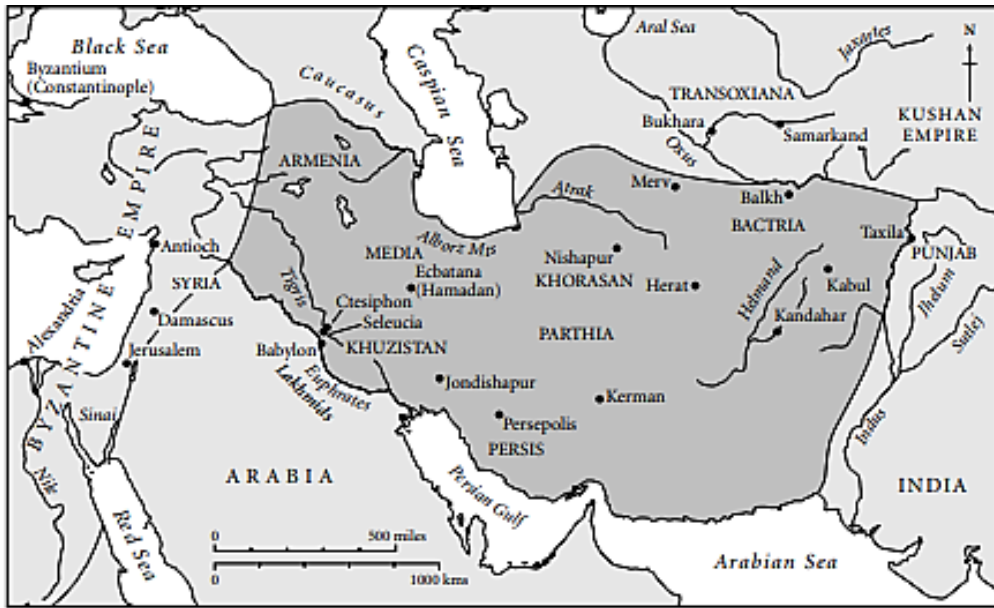 Black Sea
Byzantium
(Constantinople)
Caucasus
Caspian Sea
Aral Sea
Jaxartes
N
TRANSOXIANA
Bukhara
Samarkand
KUSHAN
EMPIRE
Oxus
ARMENIA
Atrak
Merv
Balkh
BACTRIA
Taxila
PUNJAB
Antioch
MEDIA
Alborz Mts
Ecbatana
(Hamadan)
Nishapur
KHORASAN
Herat
Helmand
Kabul
Jhelum
SYRIA
Tigris
Ctesiphon
Seleucia
Kandahar
Sutlej
Alexandria
Damascus
PARTHIA
Jerusalem
Babylon
KHUZISTAN
Euphrates
Lakhmids
Jondishapur
Kerman
BYZANTINE EMPIRE
Sinai
Persepolis
PERSIS
Indus
Nile
ARABIA
Persian Gulf
INDIA
Red Sea
0 500 miles
0 1000 kms
Arabian Sea